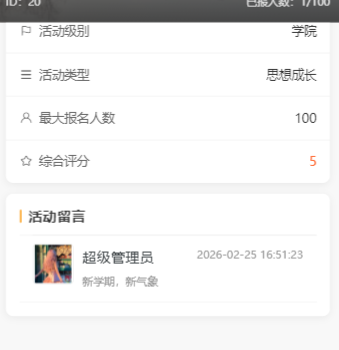 ID: 20 已报人数: 1/100
活动级别 学院
活动类型 思想成长
最大报名人数 100
综合评分 5
活动留言
超级管理员 2026-02-25 16:51:23
新学期，新气象